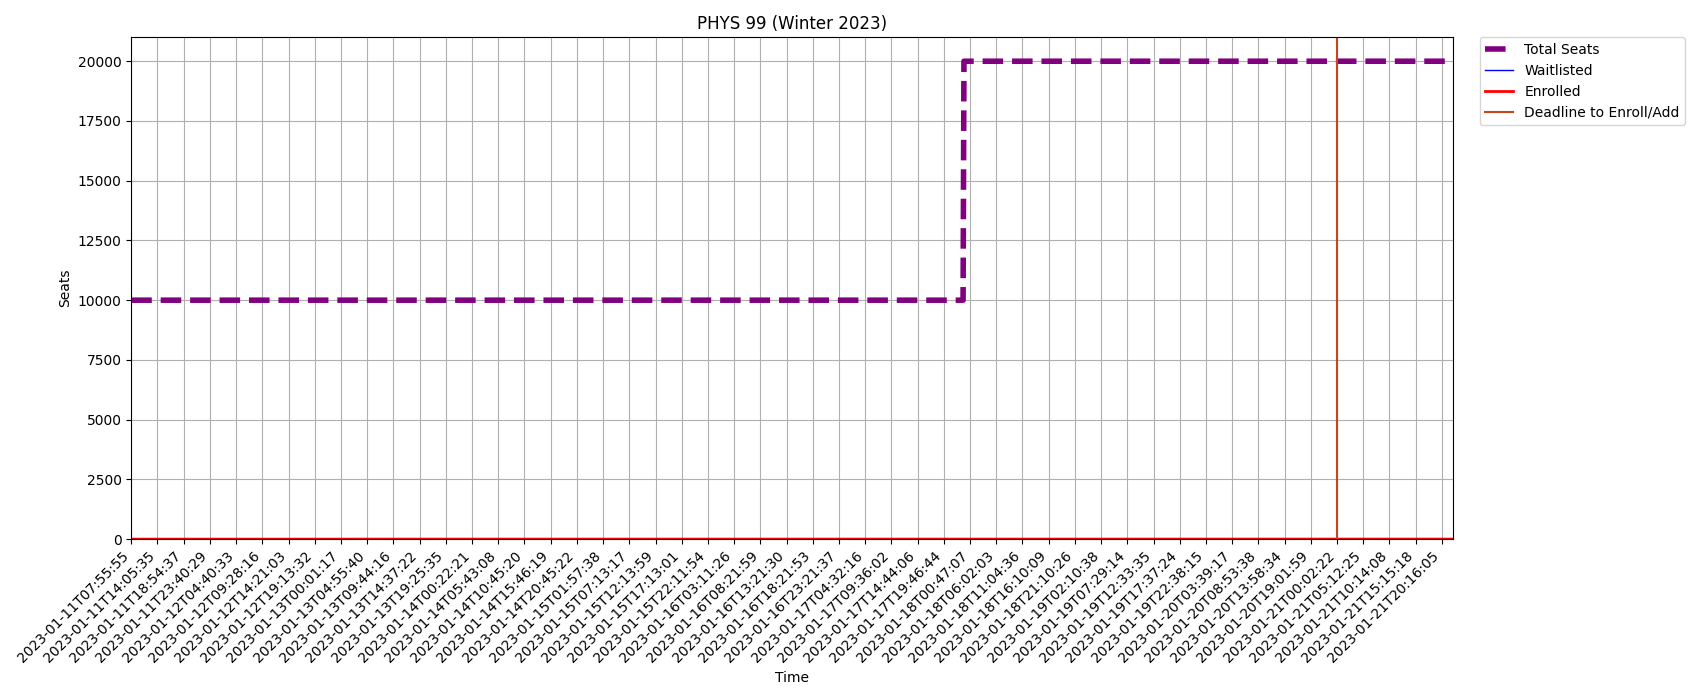 PHYS 99 (Winter 2023)
Total Seats
Waitlisted
Enrolled
Deadline to Enroll/Add
20000
17500
15000
12500
10000
7500
5000
2500
0
Seats
2023-01-11T07:55:55
2023-01-11T14:05:35
2023-01-11T18:54:37
2023-01-11T23:40:29
2023-01-12T04:40:33
2023-01-12T09:28:16
2023-01-12T14:21:03
2023-01-12T19:13:32
2023-01-13T00:01:17
2023-01-13T04:55:40
2023-01-13T09:44:16
2023-01-13T14:37:22
2023-01-13T19:25:35
2023-01-14T00:22:21
2023-01-14T05:43:08
2023-01-14T10:45:20
2023-01-14T15:46:19
2023-01-14T20:45:22
2023-01-15T01:57:38
2023-01-15T07:13:17
2023-01-15T12:13:59
2023-01-15T17:13:01
2023-01-15T22:11:54
2023-01-16T03:11:26
2023-01-16T08:21:59
2023-01-16T13:21:30
2023-01-16T18:21:53
2023-01-16T23:21:37
2023-01-17T04:32:16
2023-01-17T09:36:02
2023-01-17T14:44:06
2023-01-17T19:46:44
2023-01-18T00:47:07
2023-01-18T06:02:03
2023-01-18T11:04:36
2023-01-18T16:10:09
2023-01-18T21:10:26
2023-01-19T02:10:38
2023-01-19T07:29:14
2023-01-19T12:33:35
2023-01-19T17:37:24
2023-01-19T22:38:15
2023-01-20T03:39:17
2023-01-20T08:53:38
2023-01-20T13:58:34
2023-01-20T19:01:59
2023-01-21T00:02:22
2023-01-21T05:12:25
2023-01-21T10:14:08
2023-01-21T15:15:18
2023-01-21T20:16:05
Time